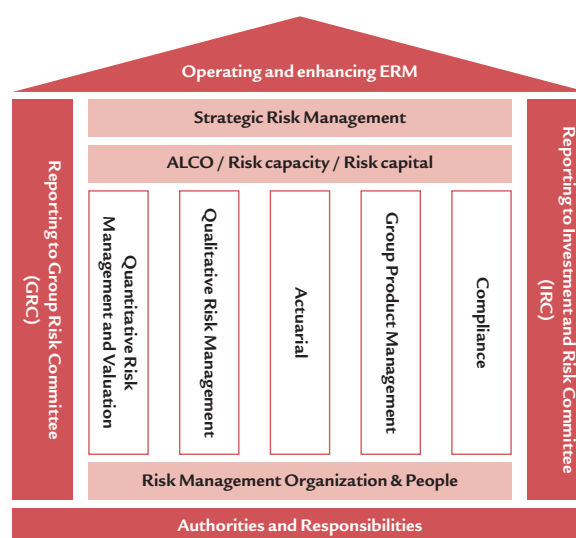 Operating and enhancing ERM
Strategic Risk Management
ALCO / Risk capacity / Risk capital
Reporting to Group Risk Committee
(GRC)
Quantitative Risk
Management and Valuation
Qualitative Risk Management
Actuarial
Group Product Management
Compliance
Reporting to Investment and Risk Committee
(IRC)
Risk Management Organization & People
Authorities and Responsibilities